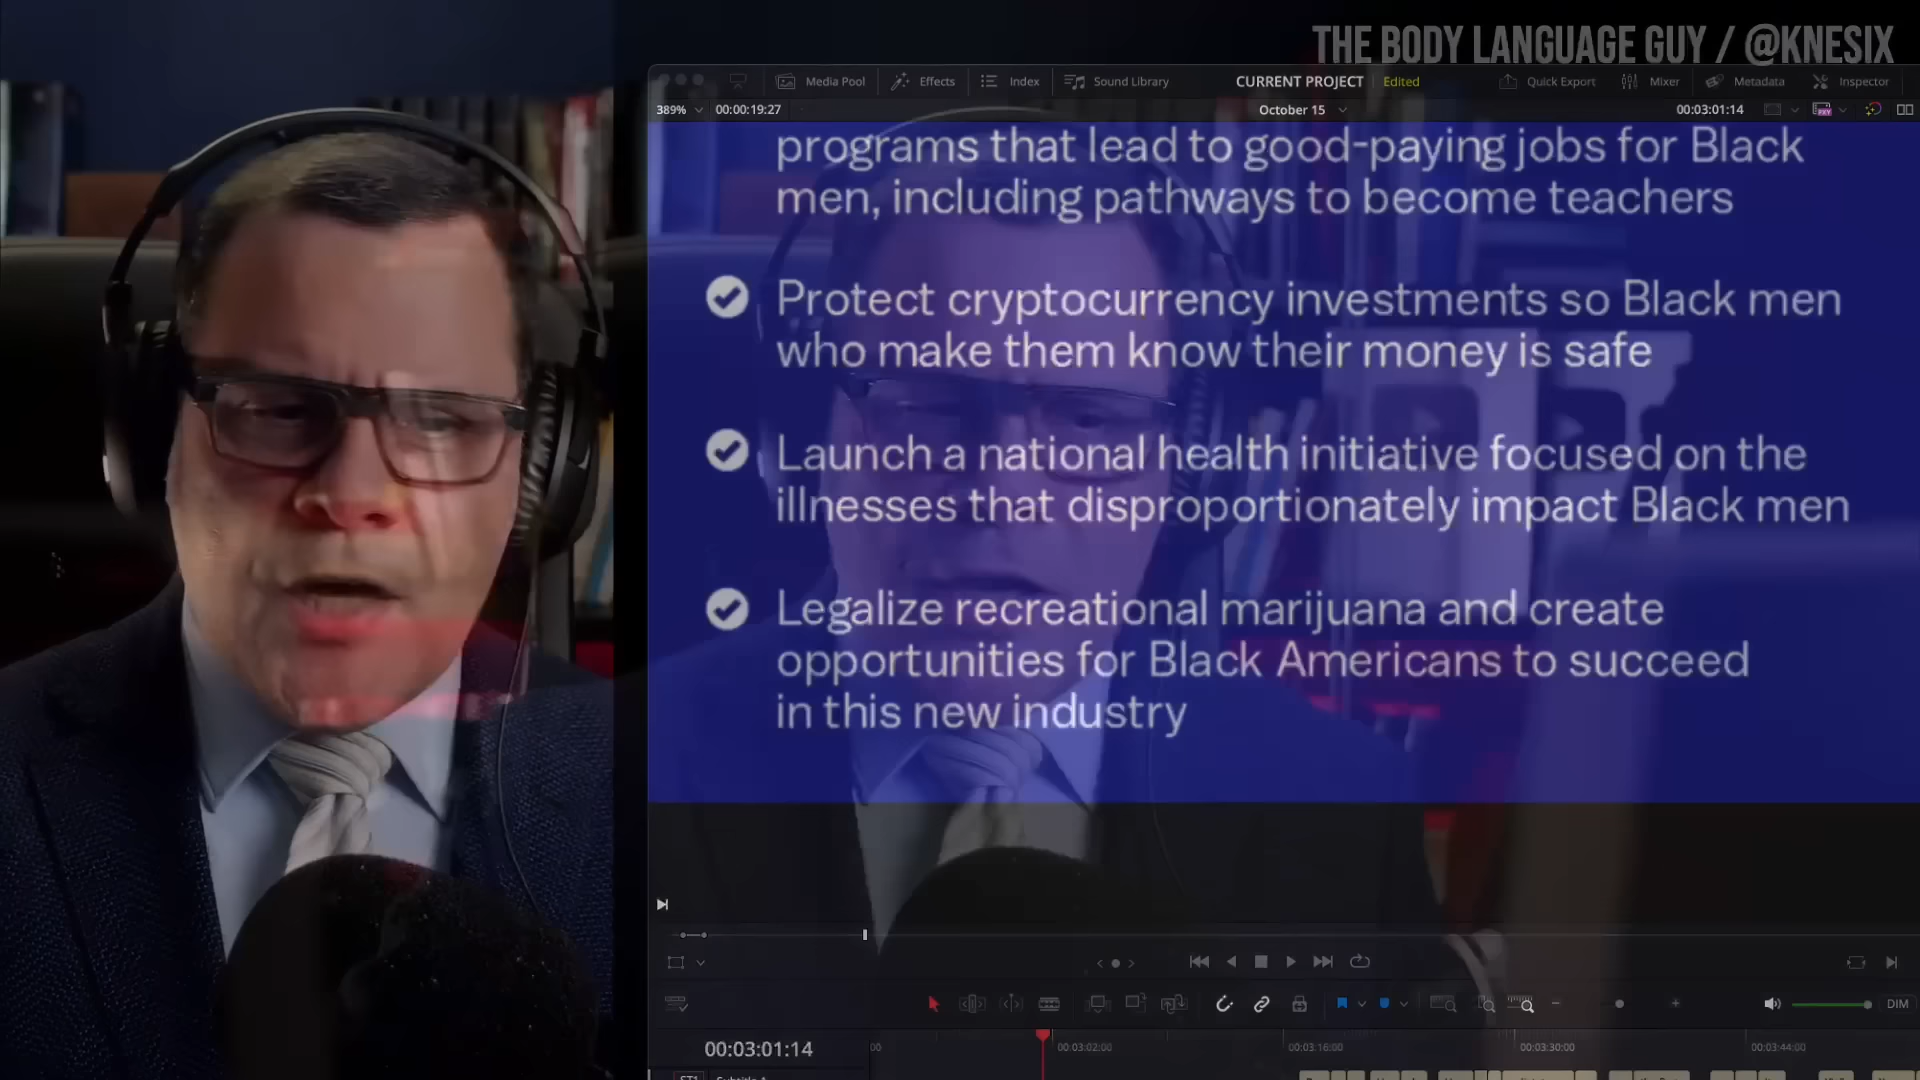 THE BODY LANGUAGE GUY / @KNESIX
Media Pool
Effects
Index
Sound Library
CURRENT PROJECT
Edited
Quick Export
Mixer
Metadata
Inspector
389%
00:00:19:27
October 15
00:03:01:14
programs that lead to good-paying jobs for Black
men, including pathways to become teachers
Protect cryptocurrency investments so Black men
who make them know their money is safe
Launch a national health initiative focused on the
illnesses that disproportionately impact Black men
Legalize recreational marijuana and create
opportunities for Black Americans to succeed
in this new industry
DIM
00:03:01:14
00
00:03:02:00
00:03:16:00
00:03:30:00
00:03:44:00
ST1
Subtitle 1